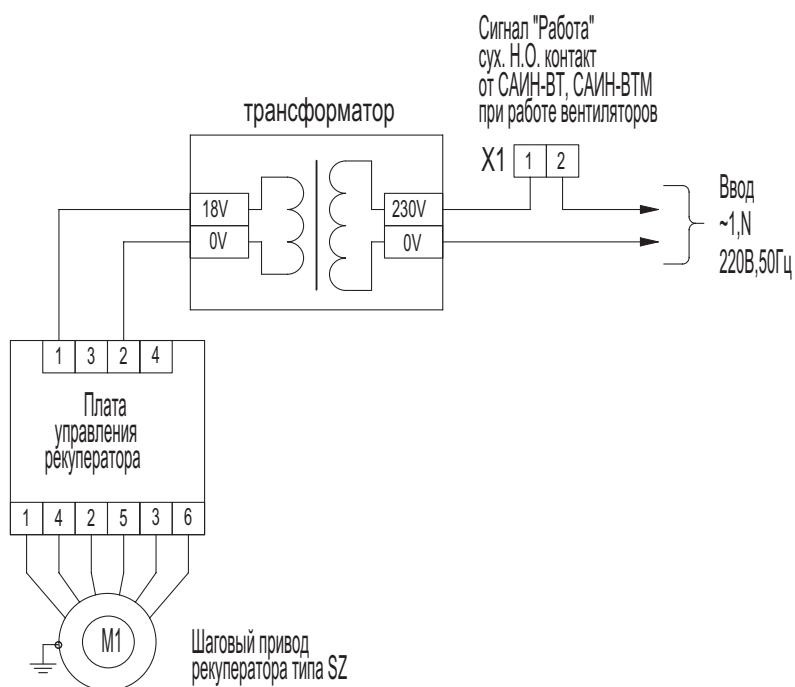 Сигнал "Работа"
сух. Н.О. контакт
от САИН-ВТ, САИН-ВТМ
при работе вентиляторов
трансформатор
X1 1 2
18V 230V
0V 0V
Ввод
~1,N
220В,50Гц
1 3 2 4
Плата
управления
рекуператора
1 4 2 5 3 6
М1
Шаговый привод
рекуператора типа SZ